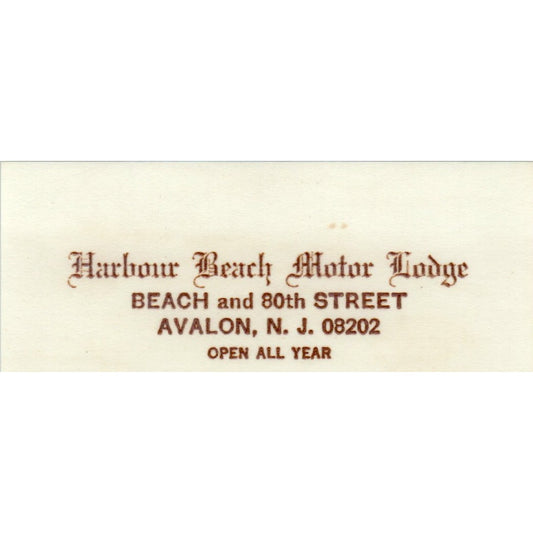 Harbour Beach Motor Lodge
BEACH and 80th STREET
AVALON, N. J. 08202
OPEN ALL YEAR